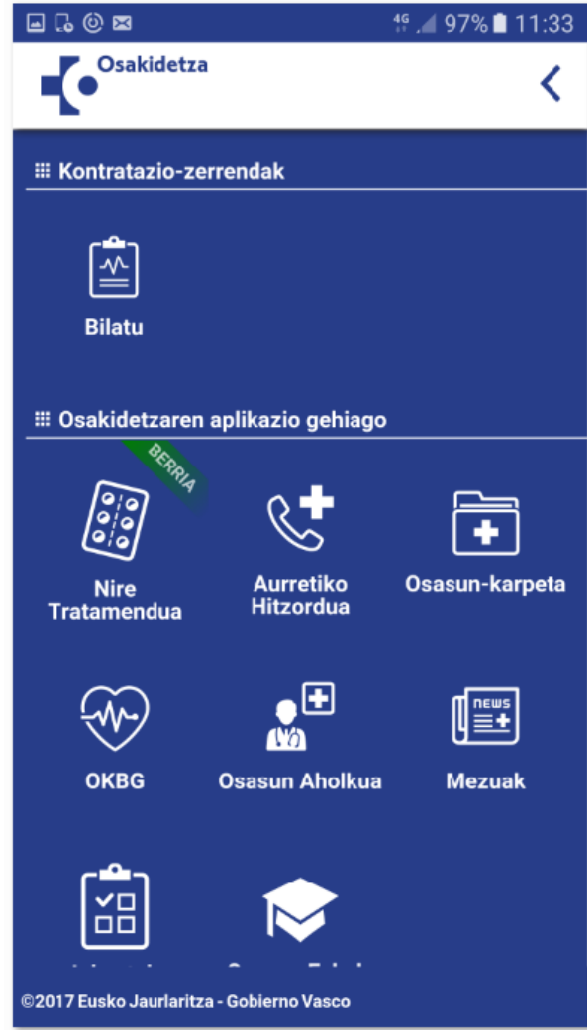 4G 97% 11:33
Osakidetza
Kontratazio-zerrendak
Bilatu
Osakidetzaren aplikazio gehiago
BERRIA
Nire
Tratamendua
Aurretiko
Hitzordua
Osasun-karpeta
NEWS
OKBG
Osasun Aholkua
Mezuak
©2017 Eusko Jaurlaritza - Gobierno Vasco